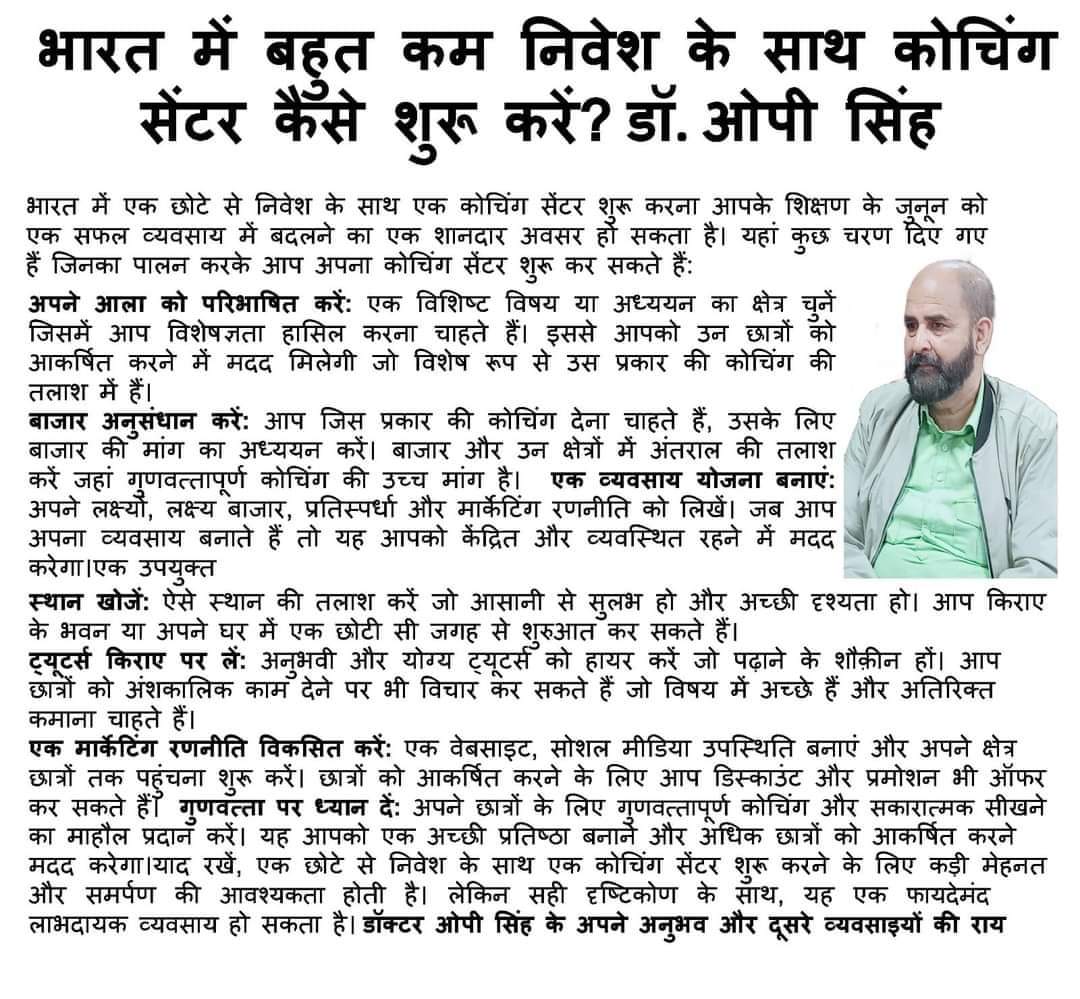 भारत में बहुत कम निवेश के साथ कोचिंग
सेंटर कैसे शुरू करें? डॉ. ओपी सिंह
भारत में एक छोटे से निवेश के साथ एक कोचिंग सेंटर शुरू करना आपके शिक्षण के जुनून को
एक सफल व्यवसाय में बदलने का एक शानदार अवसर हो सकता है। यहां कुछ चरण दिए गए
हैं जिनका पालन करके आप अपना कोचिंग सेंटर शुरू कर सकते हैं:
अपने आला को परिभाषित करें: एक विशिष्ट विषय या अध्ययन का क्षेत्र चुनें
जिसमें आप विशेषज्ञता हासिल करना चाहते हैं। इससे आपको उन छात्रों को
आकर्षित करने में मदद मिलेगी जो विशेष रूप से उस प्रकार की कोचिंग की
तलाश में हैं।
बाजार अनुसंधान करें: आप जिस प्रकार की कोचिंग देना चाहते हैं, उसके लिए
बाजार की मांग का अध्ययन करें। बाजार और उन क्षेत्रों में अंतराल की तलाश
करें जहां गुणवत्तापूर्ण कोचिंग की उच्च मांग है। एक व्यवसाय योजना बनाएं:
अपने लक्ष्यों, लक्ष्य बाजार, प्रतिस्पर्धा और मार्केटिंग रणनीति को लिखें। जब आप
अपना व्यवसाय बनाते हैं तो यह आपको केंद्रित और व्यवस्थित रहने में मदद
करेगा।एक उपयुक्त
स्थान खोजें: ऐसे स्थान की तलाश करें जो आसानी से सुलभ हो और अच्छी दृश्यता हो। आप किराए
के भवन या अपने घर में एक छोटी सी जगह से शुरुआत कर सकते हैं।
ट्यूटर्स किराए पर लें: अनुभवी और योग्य ट्यूटर्स को हायर करें जो पढ़ाने के शौक़ीन हों। आप
छात्रों को अंशकालिक काम देने पर भी विचार कर सकते हैं जो विषय में अच्छे हैं और अतिरिक्त
कमाना चाहते हैं।
एक मार्केटिंग रणनीति विकसित करें: एक वेबसाइट, सोशल मीडिया उपस्थिति बनाएं और अपने क्षेत्र
छात्रों तक पहुंचना शुरू करें। छात्रों को आकर्षित करने के लिए आप डिस्काउंट और प्रमोशन भी ऑफर
कर सकते हैं। गुणवत्ता पर ध्यान दें: अपने छात्रों के लिए गुणवत्तापूर्ण कोचिंग और सकारात्मक सीखने
का माहौल प्रदान करें। यह आपको एक अच्छी प्रतिष्ठा बनाने और अधिक छात्रों को आकर्षित करने
मदद करेगा।याद रखें, एक छोटे से निवेश के साथ एक कोचिंग सेंटर शुरू करने के लिए कड़ी मेहनत
और समर्पण की आवश्यकता होती है। लेकिन सही दृष्टिकोण के साथ, यह एक फायदेमंद
लाभदायक व्यवसाय हो सकता है। डॉक्टर ओपी सिंह के अपने अनुभव और दूसरे व्यवसाइयों की राय